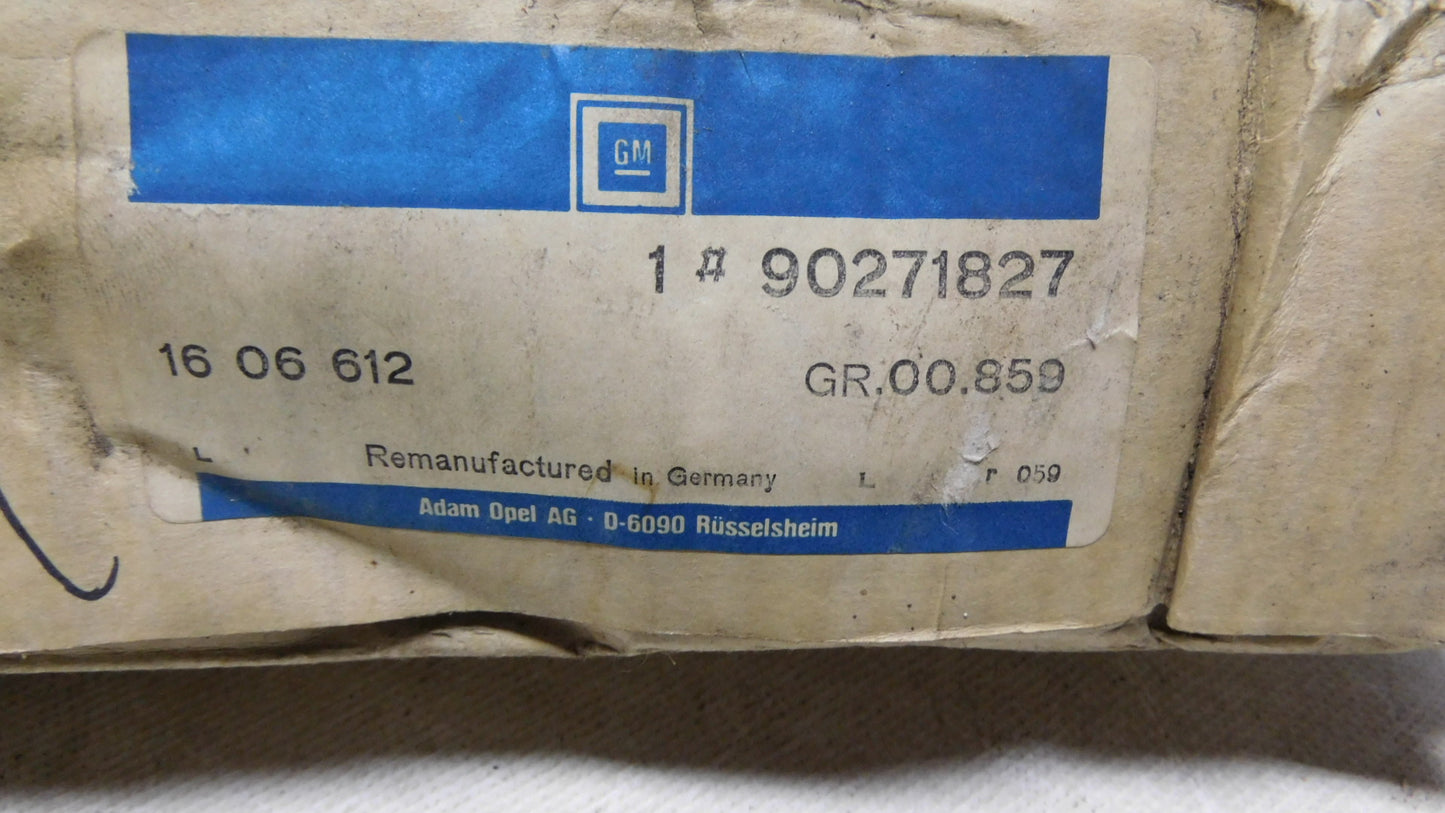 GM
1 # 90271827
16 06 612 GR.00.859
L Remanufactured in Germany L r 059
Adam Opel AG · D-6090 Rüsselsheim